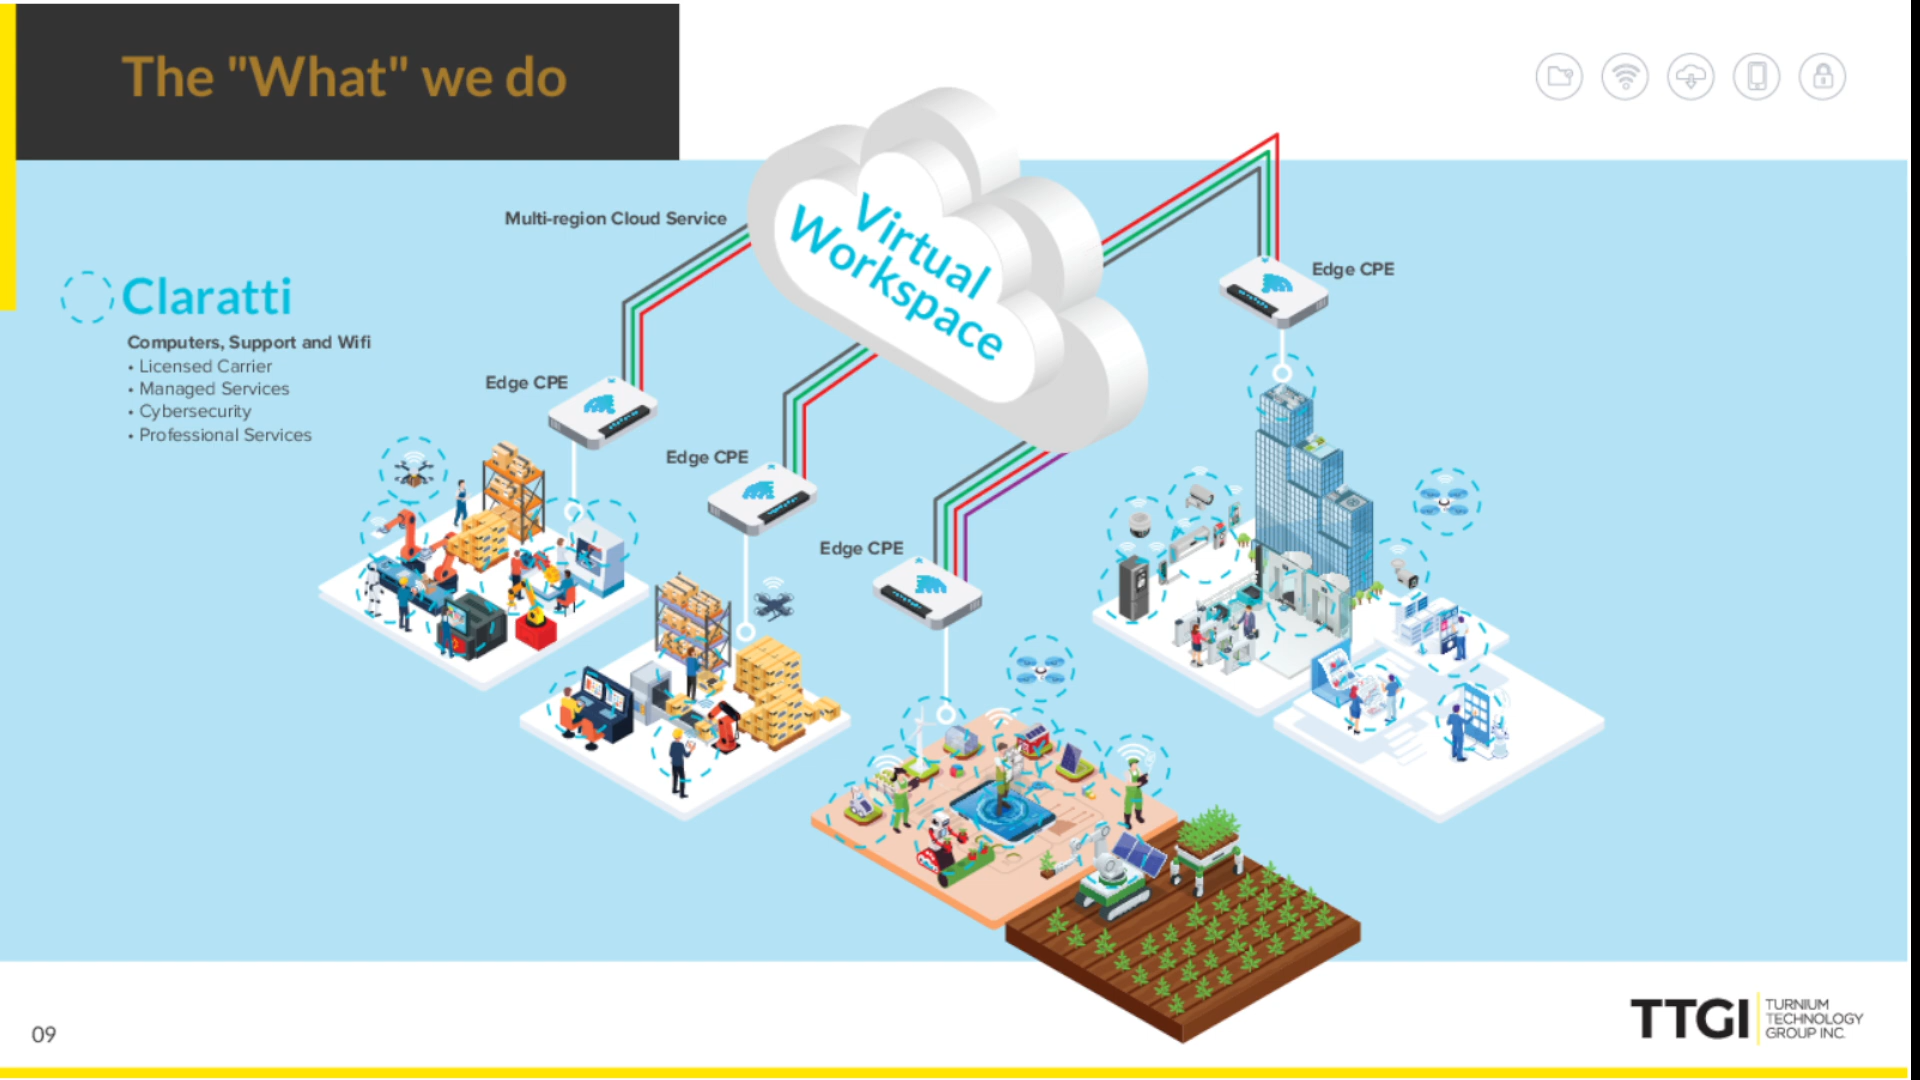 The "What" we do
Multi-region Cloud Service
Virtual
Workspace
Edge CPE
Claratti
Computers, Support and Wifi
• Licensed Carrier
• Managed Services
• Cybersecurity
• Professional Services
Edge CPE
Edge CPE
Edge CPE
09
TTGI
TURNIUM
TECHNOLOGY
GROUP INC.